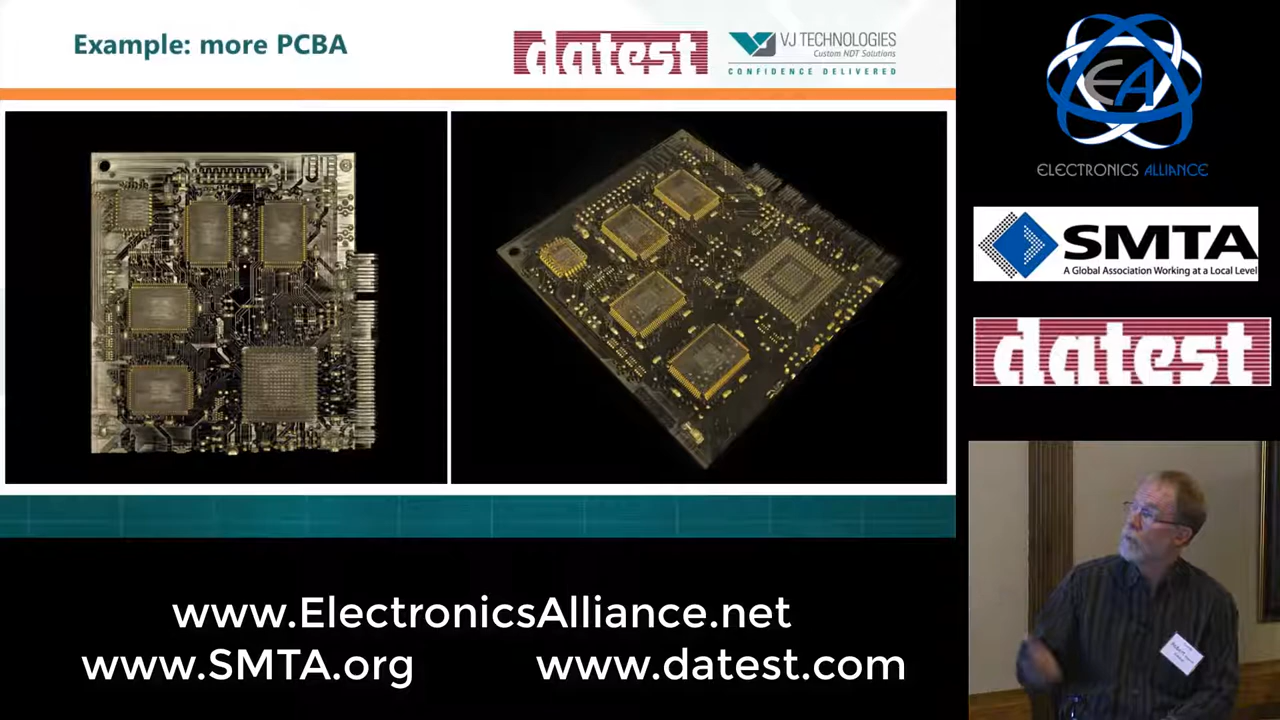 Example: more PCBA
datest
VJ TECHNOLOGIES
Custom NDT Solutions
CONFIDENCE DELIVERED
EA
ELECTRONICS ALLIANCE
SMTA
A Global Association Working at a Local Level
datest
www.ElectronicsAlliance.net
www.SMTA.org
www.datest.com